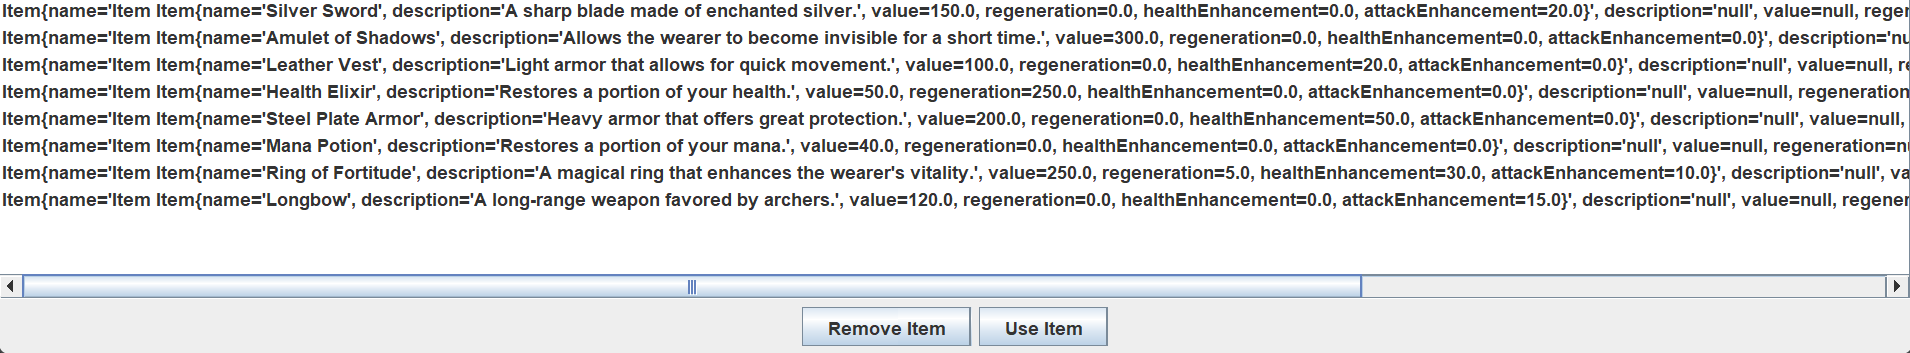 Item{name='Item Item{name='Silver Sword', description='A sharp blade made of enchanted silver.', value=150.0, regeneration=0.0, healthEnhancement=0.0, attackEnhancement=20.0}', description='null', value=null, regener
Item{name='Item Item{name='Amulet of Shadows', description='Allows the wearer to become invisible for a short time.', value=300.0, regeneration=0.0, healthEnhancement=0.0, attackEnhancement=0.0}', description='nu
Item{name='Item Item{name='Leather Vest', description='Light armor that allows for quick movement.', value=100.0, regeneration=0.0, healthEnhancement=20.0, attackEnhancement=0.0}', description='null', value=null, re
Item{name='Item Item{name='Health Elixir', description='Restores a portion of your health.', value=50.0, regeneration=250.0, healthEnhancement=0.0, attackEnhancement=0.0}', description='null', value=null, regeneration
Item{name='Item Item{name='Steel Plate Armor', description='Heavy armor that offers great protection.', value=200.0, regeneration=0.0, healthEnhancement=50.0, attackEnhancement=0.0}', description='null', value=null,
Item{name='Item Item{name='Mana Potion', description='Restores a portion of your mana.', value=40.0, regeneration=0.0, healthEnhancement=0.0, attackEnhancement=0.0}', description='null', value=null, regeneration=nu
Item{name='Item Item{name='Ring of Fortitude', description='A magical ring that enhances the wearer's vitality.', value=250.0, regeneration=5.0, healthEnhancement=30.0, attackEnhancement=10.0}', description='null', va
Item{name='Item Item{name='Longbow', description='A long-range weapon favored by archers.', value=120.0, regeneration=0.0, healthEnhancement=0.0, attackEnhancement=15.0}', description='null', value=null, regener
Remove Item Use Item